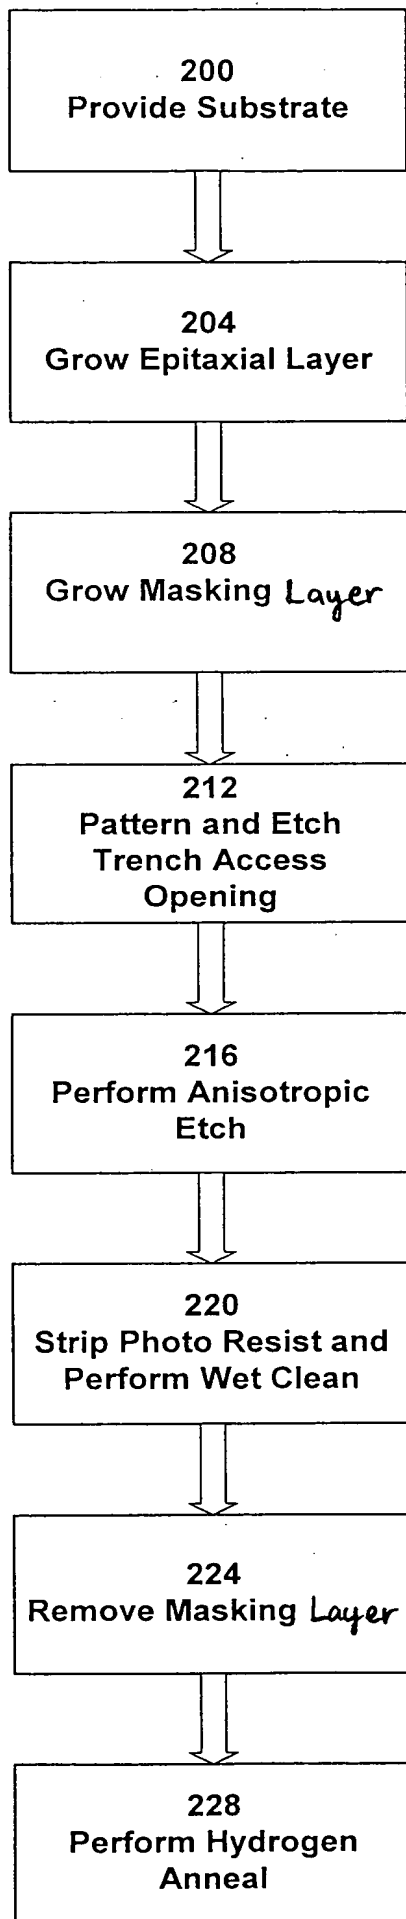 200
Provide Substrate
204
Grow Epitaxial Layer
208
Grow Masking Layer
212
Pattern and Etch
Trench Access
Opening
216
Perform Anisotropic
Etch
220
Strip Photo Resist and
Perform Wet Clean
224
Remove Masking Layer
228
Perform Hydrogen
Anneal